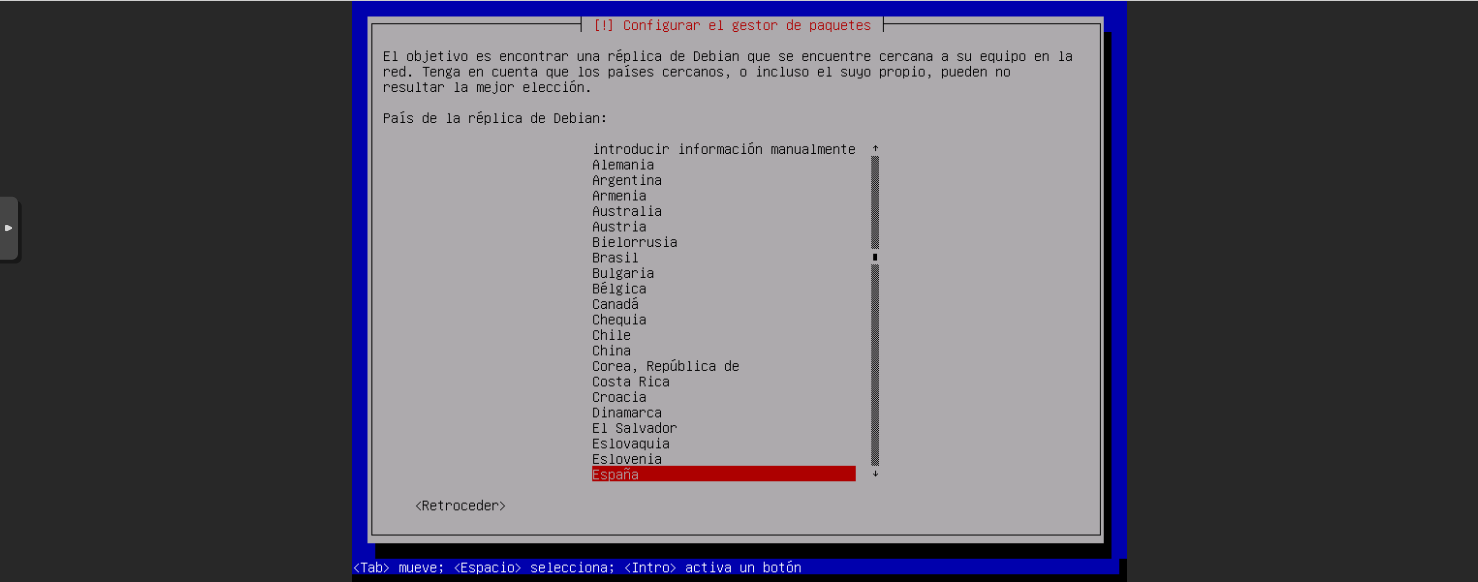 [!] Configurar el gestor de paquetes
El objetivo es encontrar una réplica de Debian que se encuentre cercana a su equipo en la
red. Tenga en cuenta que los países cercanos, o incluso el suyo propio, pueden no
resultar la mejor elección.
País de la réplica de Debian:
introducir información manualmente
Alemania
Argentina
Armenia
Australia
Austria
Bielorrusia
Brasil
Bulgaria
Bélgica
Canadá
Chequia
Chile
China
Corea, República de
Costa Rica
Croacia
Dinamarca
El Salvador
Eslovaquia
Eslovenia
España
<Retroceder>
<Tab> mueve; <Espacio> selecciona; <Intro> activa un botón